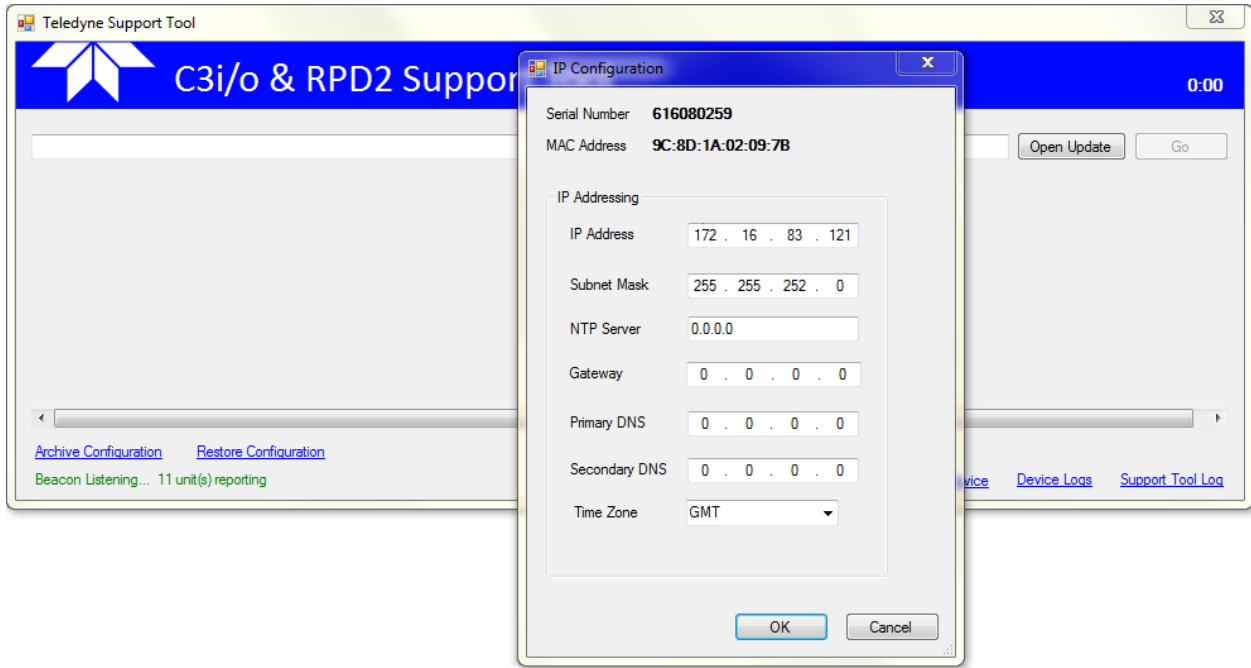 Teledyne Support Tool
C3i/o & RPD2 Suppor
0:00
Open Update
Go
Archive Configuration
Restore Configuration
Beacon Listening... 11 unit(s) reporting
vice
Device Logs
Support Tool Log
IP Configuration
Serial Number 616080259
MAC Address 9C:8D:1A:02:09:7B
IP Addressing
IP Address 172 . 16 . 83 . 121
Subnet Mask 255 . 255 . 252 . 0
NTP Server 0.0.0.0
Gateway 0 . 0 . 0 . 0
Primary DNS 0 . 0 . 0 . 0
Secondary DNS 0 . 0 . 0 . 0
Time Zone GMT
OK
Cancel